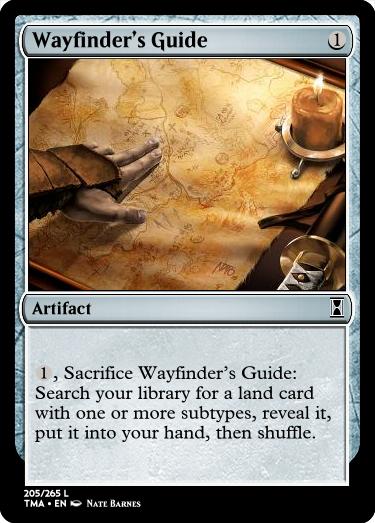 Wayfinder's Guide 1
Artifact
1, Sacrifice Wayfinder's Guide:
Search your library for a land card
with one or more subtypes, reveal it,
put it into your hand, then shuffle.
205/265 L
TMA • EN Nate Barnes